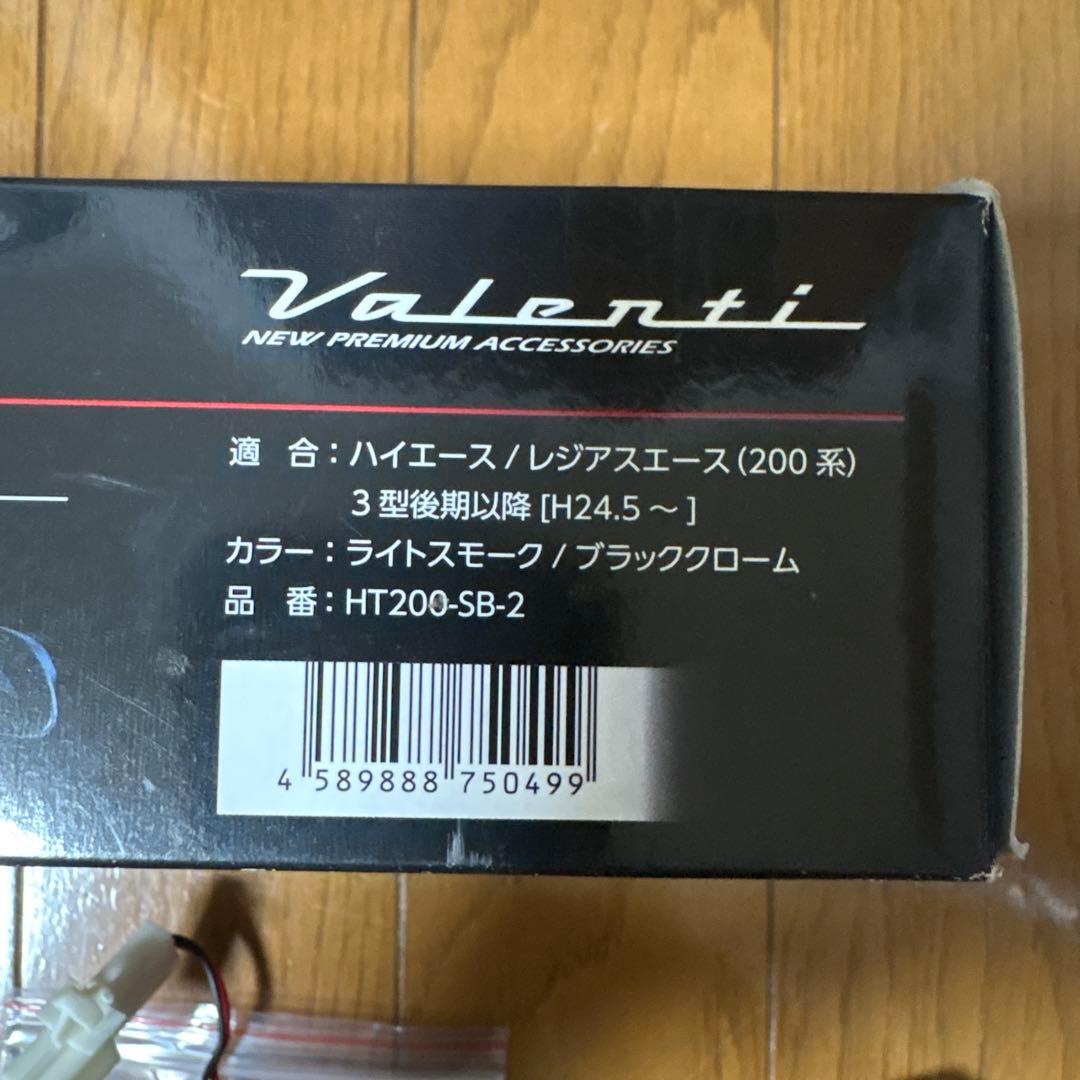 Valenti
NEW PREMIUM ACCESSORIES
適 合：ハイエース / レジアスエース（200 系）
3 型後期以降 [H24.5 ～ ]
カラー：ライトスモーク / ブラッククローム
品 番：HT200-SB-2
4 589888 750499